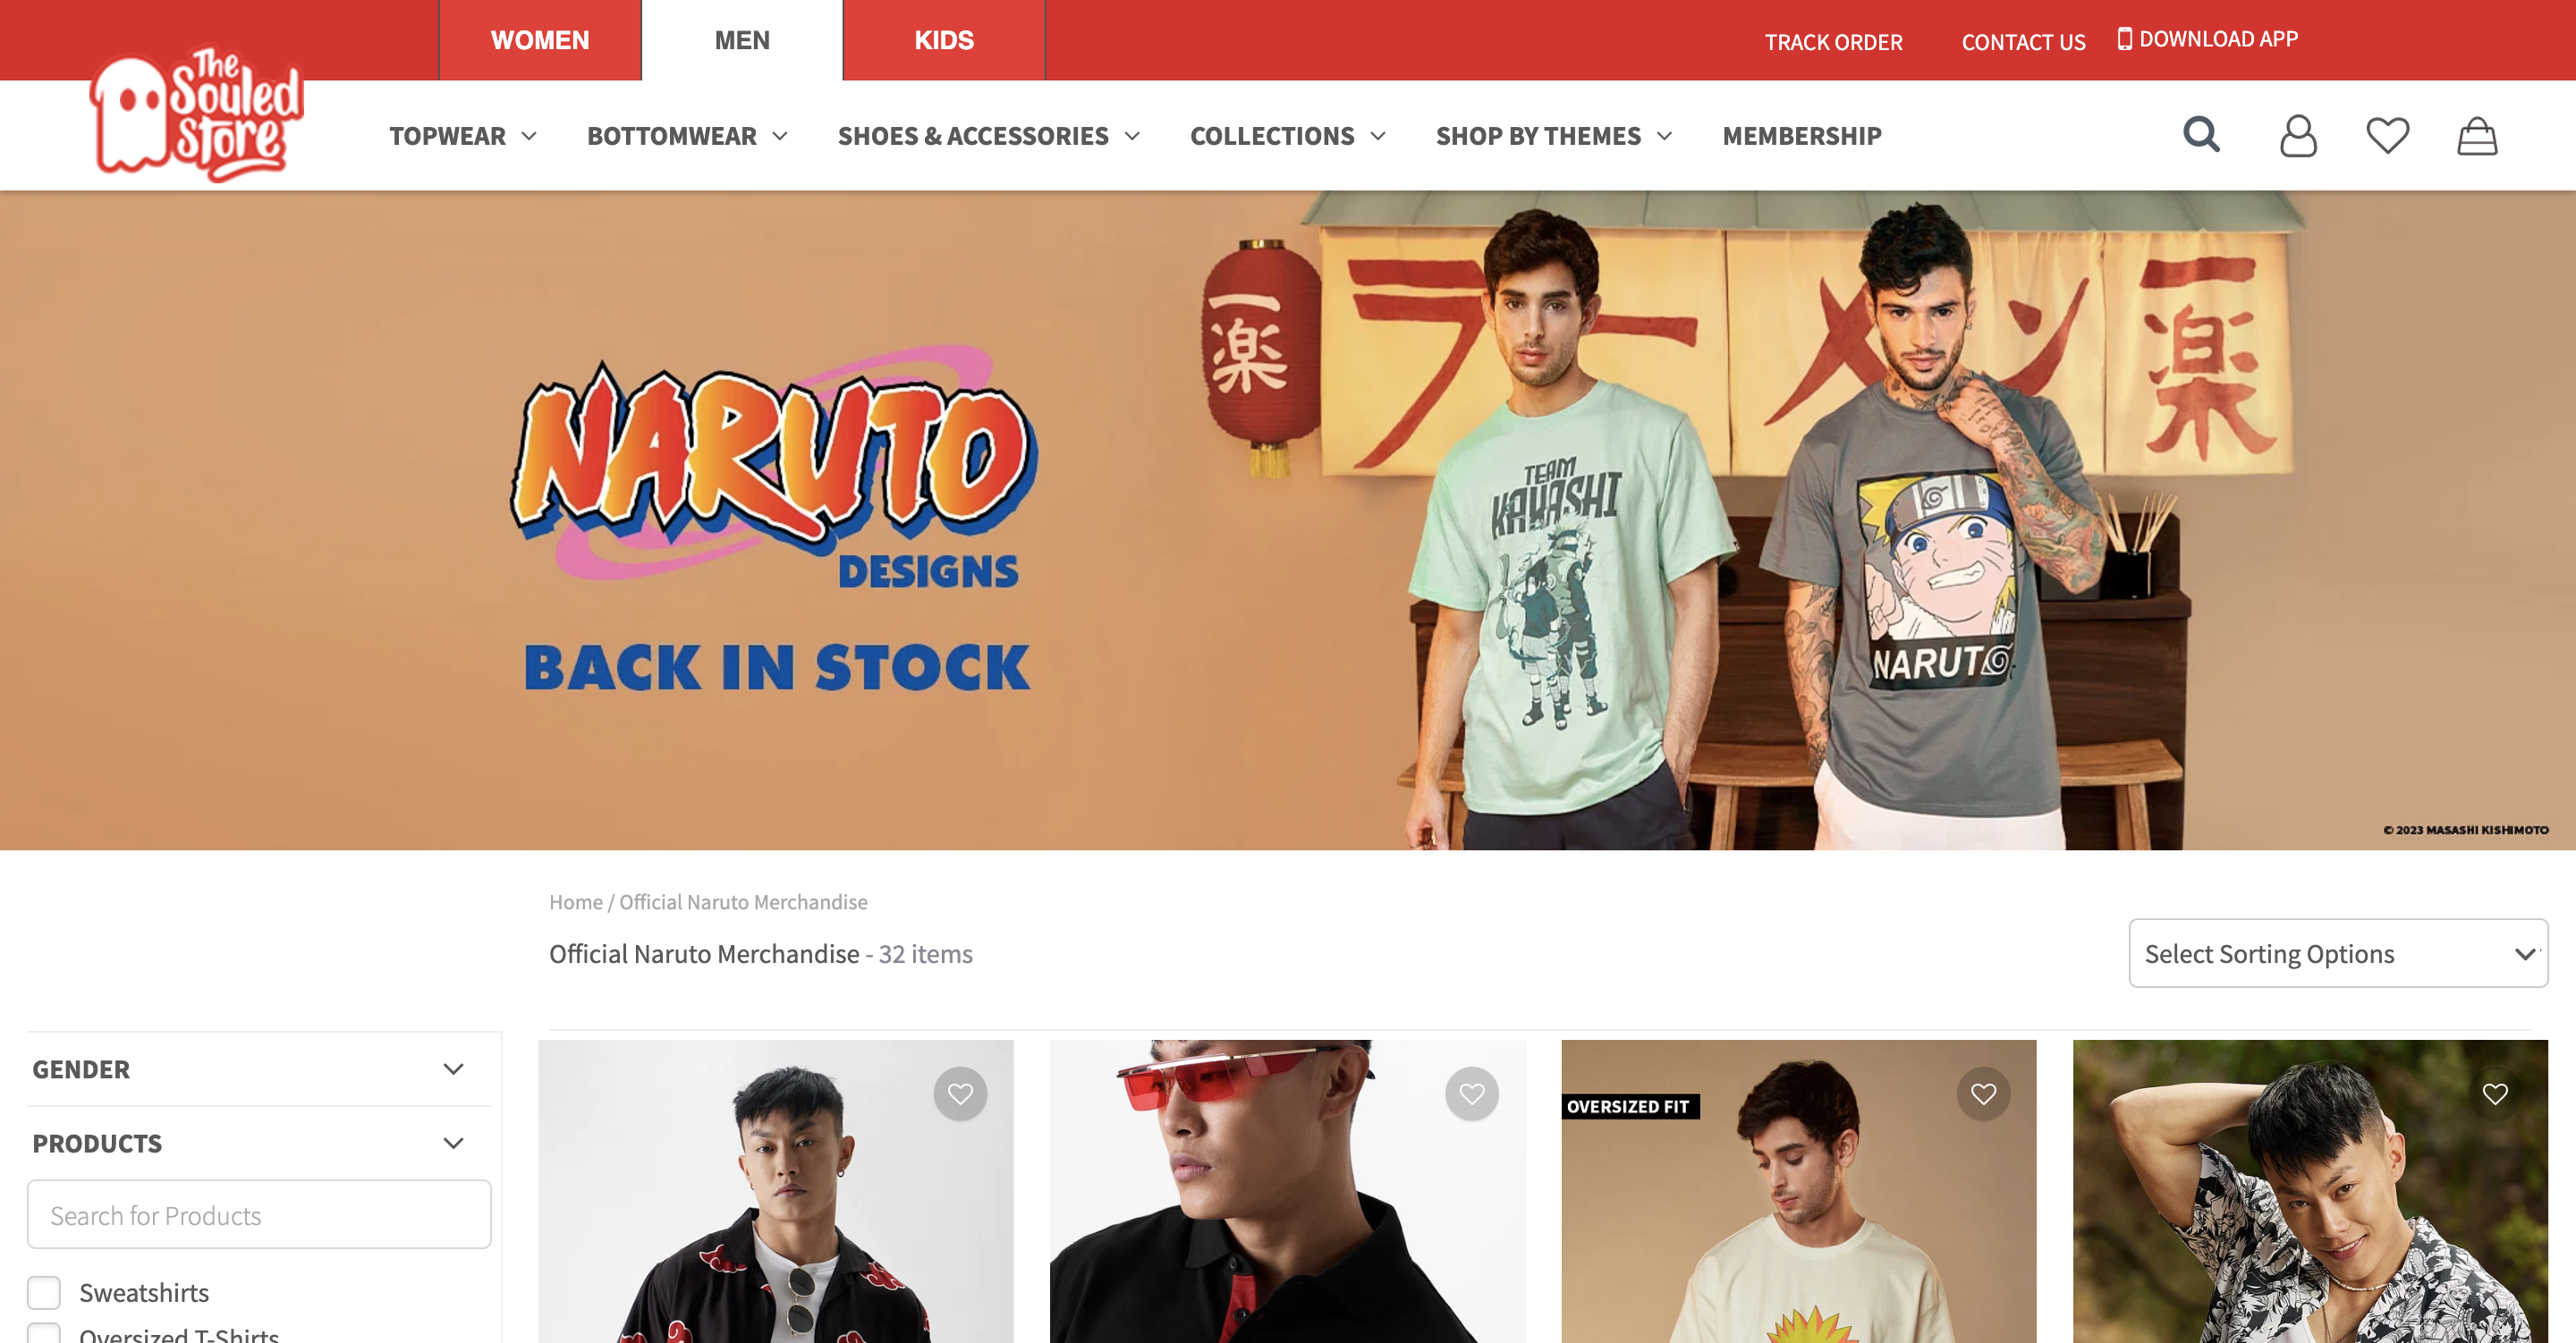 WOMEN
MEN
KIDS
TRACK ORDER
CONTACT US
DOWNLOAD APP
The
Souled
Store
TOPWEAR
BOTTOMWEAR
SHOES & ACCESSORIES
COLLECTIONS
SHOP BY THEMES
MEMBERSHIP
NARUTO
DESIGNS
BACK IN STOCK
一楽
ラーメン 一楽
TEAM
KAKASHI
NARUTO
© 2023 MASASHI KISHIMOTO
Home / Official Naruto Merchandise
Official Naruto Merchandise - 32 items
Select Sorting Options
GENDER
PRODUCTS
Search for Products
Sweatshirts
Oversized T-Shirts
OVERSIZED FIT